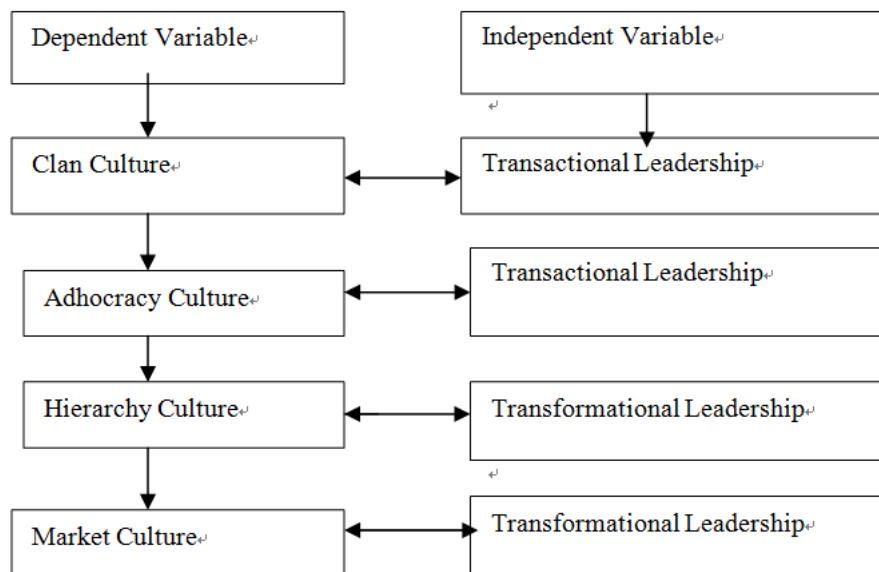 Dependent Variable
Independent Variable
Clan Culture
Transactional Leadership
Adhocracy Culture
Transactional Leadership
Hierarchy Culture
Transformational Leadership
Market Culture
Transformational Leadership